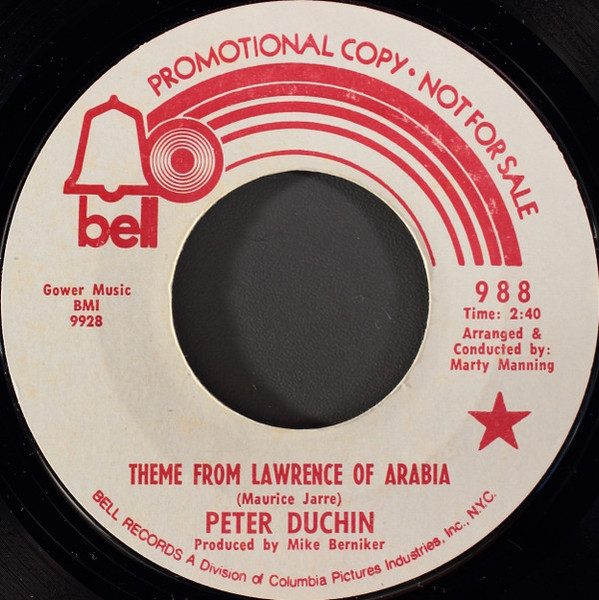 PROMOTIONAL COPY • NOT FOR SALE
bell
Gower Music
BMI
9928
988
Time: 2:40
Arranged &
Conducted by:
Marty Manning
THEME FROM LAWRENCE OF ARABIA
(Maurice Jarre)
PETER DUCHIN
Produced by Mike Berniker
BELL RECORDS A Division of Columbia Pictures Industries, Inc., N.Y.C.